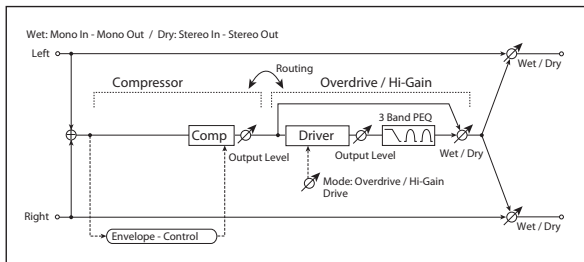 Wet: Mono In - Mono Out / Dry: Stereo In - Stereo Out
Left
Wet / Dry
Routing
Compressor
Overdrive / Hi-Gain
3 Band PEQ
Comp
Driver
Output Level
Output Level
Wet / Dry
Mode: Overdrive / Hi-Gain
Drive
Right
Envelope - Control
Wet / Dry